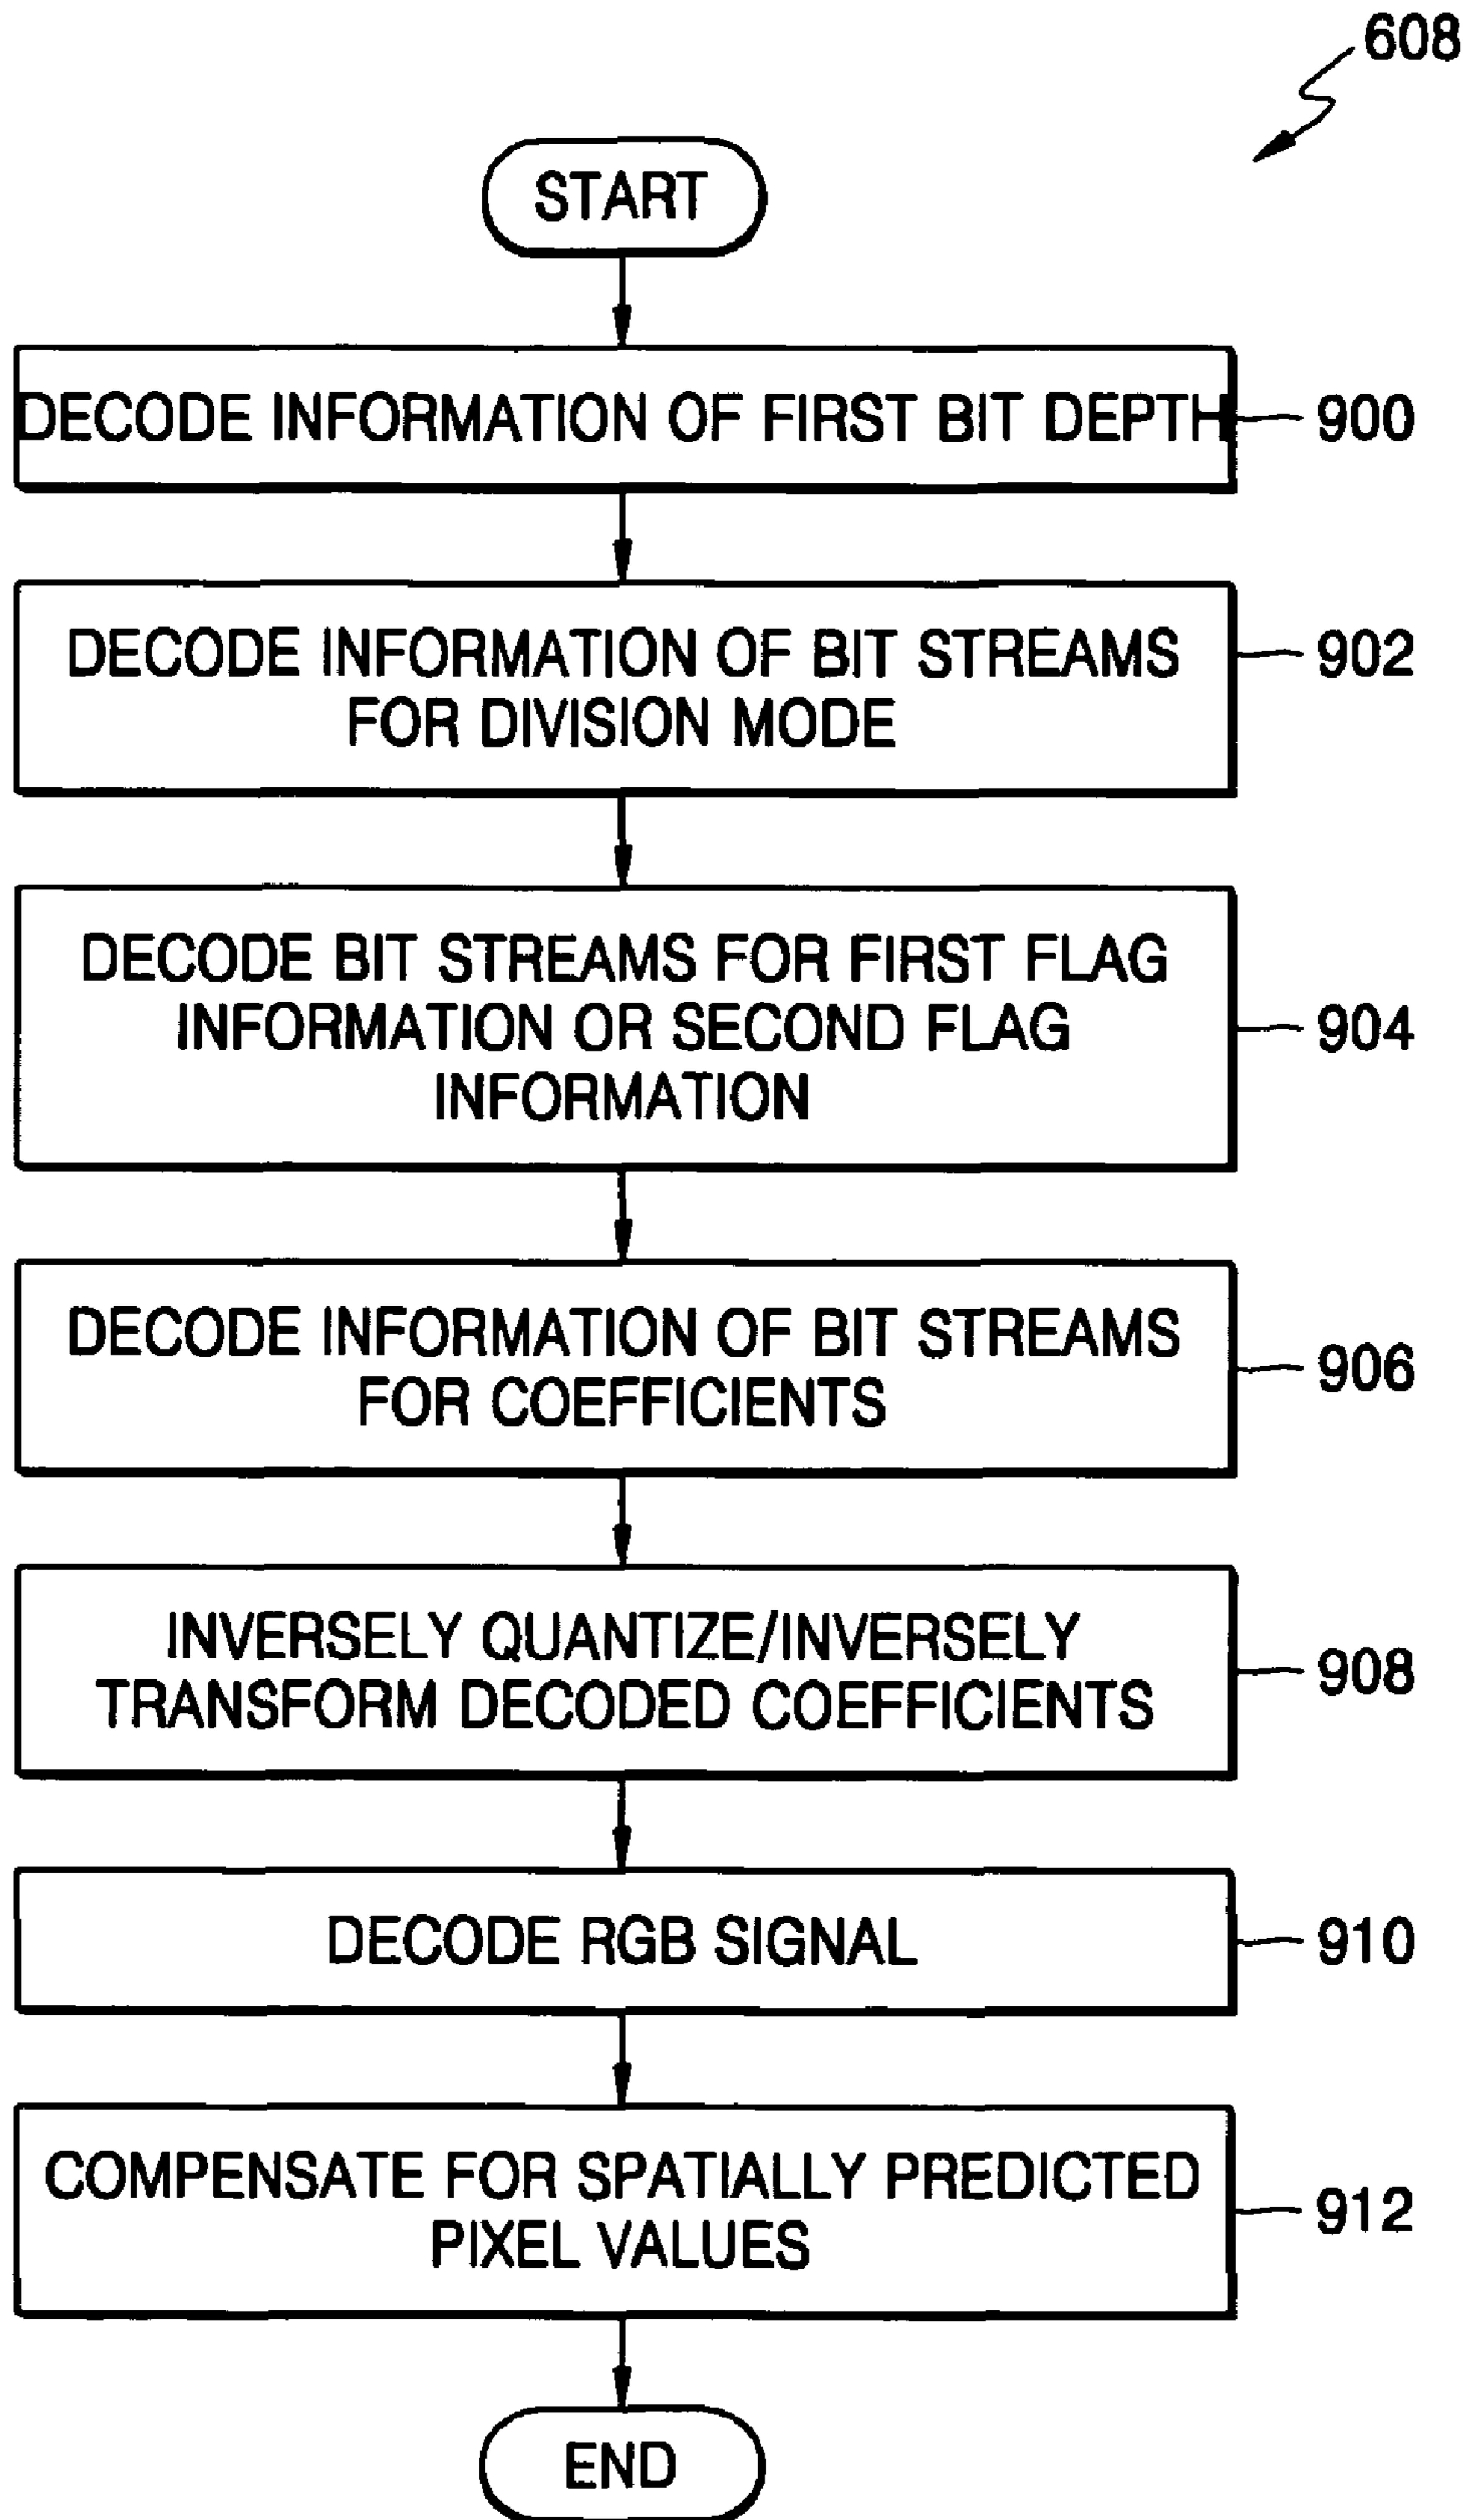 608
START
DECODE INFORMATION OF FIRST BIT DEPTH
900
DECODE INFORMATION OF BIT STREAMS
FOR DIVISION MODE
902
DECODE BIT STREAMS FOR FIRST FLAG
INFORMATION OR SECOND FLAG
INFORMATION
904
DECODE INFORMATION OF BIT STREAMS
FOR COEFFICIENTS
906
INVERSELY QUANTIZE/INVERSELY
TRANSFORM DECODED COEFFICIENTS
908
DECODE RGB SIGNAL
910
COMPENSATE FOR SPATIALLY PREDICTED
PIXEL VALUES
912
END